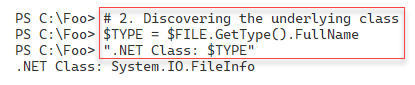 PS C:\Foo> # 2. Discovering the underlying class
PS C:\Foo> $TYPE = $FILE.GetType().FullName
PS C:\Foo> ".NET Class: $TYPE"
.NET Class: System.IO.FileInfo